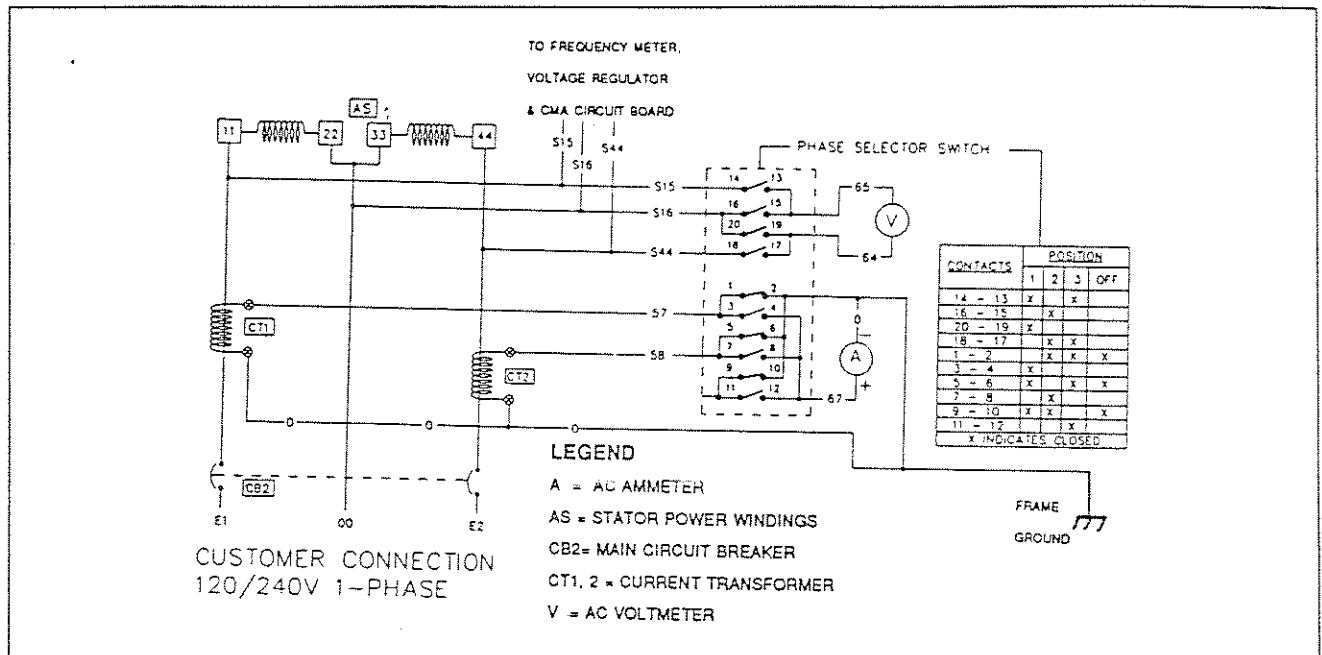 TO FREQUENCY METER,
VOLTAGE REGULATOR
& CMA CIRCUIT BOARD
AS
11
22
33
44
S15
S16
S44
PHASE SELECTOR SWITCH
S15
14
13
65
S16
16
15
V
20
19
S44
18
17
64
CONTACTS
POSITION
1 2 3 OFF
14 - 13 X X
16 - 15 X
20 - 19 X
18 - 17 X X
1 - 2 X X X
3 - 4 X
5 - 6 X X X
7 - 8 X
9 - 10 X X X
11 - 12 X
X INDICATES CLOSED
1
2
57
3
4
0
5
6
CT1
58
7
8
A
CT2
9
10
11
12
67
0
0
0
CB2
E1
00
E2
CUSTOMER CONNECTION
120/240V 1-PHASE
LEGEND
A = AC AMMETER
AS = STATOR POWER WINDINGS
CB2= MAIN CIRCUIT BREAKER
CT1, 2 = CURRENT TRANSFORMER
V = AC VOLTMETER
FRAME
GROUND